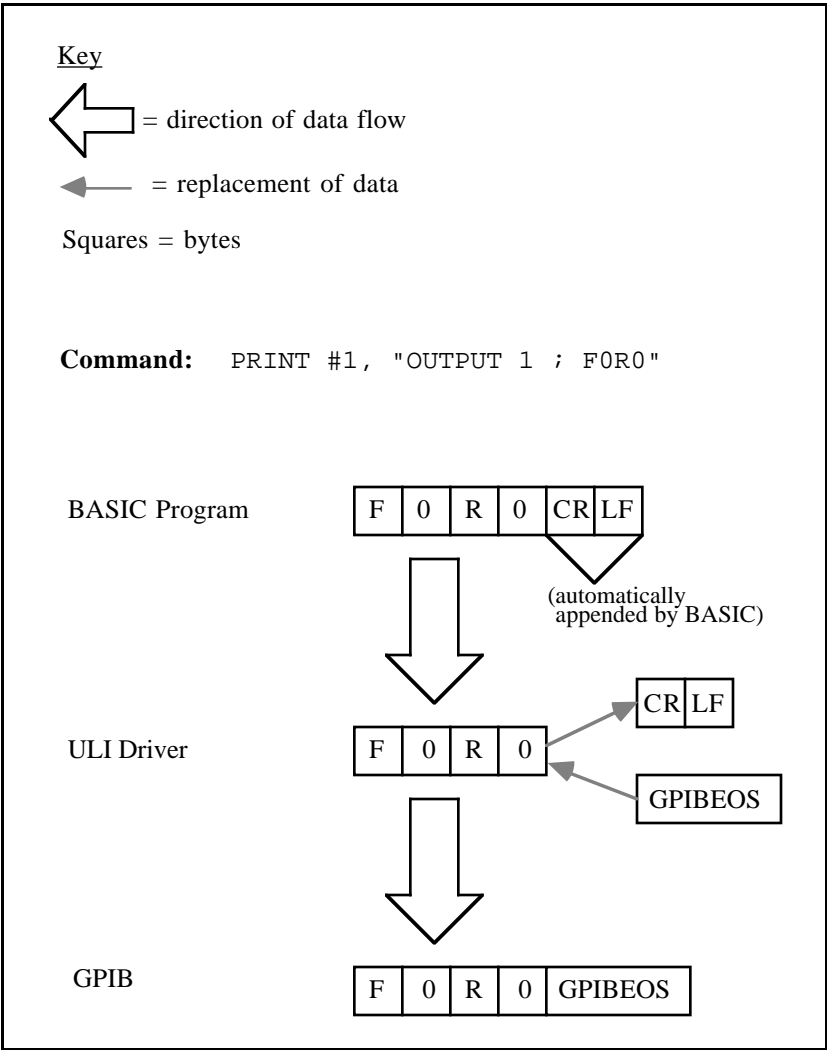 Key
= direction of data flow
= replacement of data
Squares = bytes
Command: PRINT #1, "OUTPUT 1 ; F0R0"
BASIC Program F 0 R 0 CR LF
(automatically
appended by BASIC)
CR LF
ULI Driver F 0 R 0
GPIBEOS
GPIB F 0 R 0 GPIBEOS